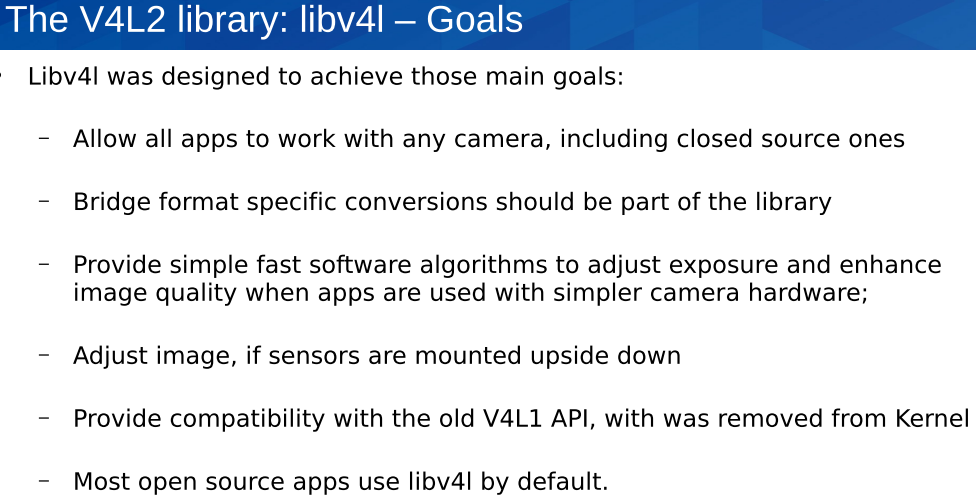 The V4L2 library: libv4l – Goals
• Libv4l was designed to achieve those main goals:
– Allow all apps to work with any camera, including closed source ones
– Bridge format specific conversions should be part of the library
– Provide simple fast software algorithms to adjust exposure and enhance
image quality when apps are used with simpler camera hardware;
– Adjust image, if sensors are mounted upside down
– Provide compatibility with the old V4L1 API, with was removed from Kernel
– Most open source apps use libv4l by default.